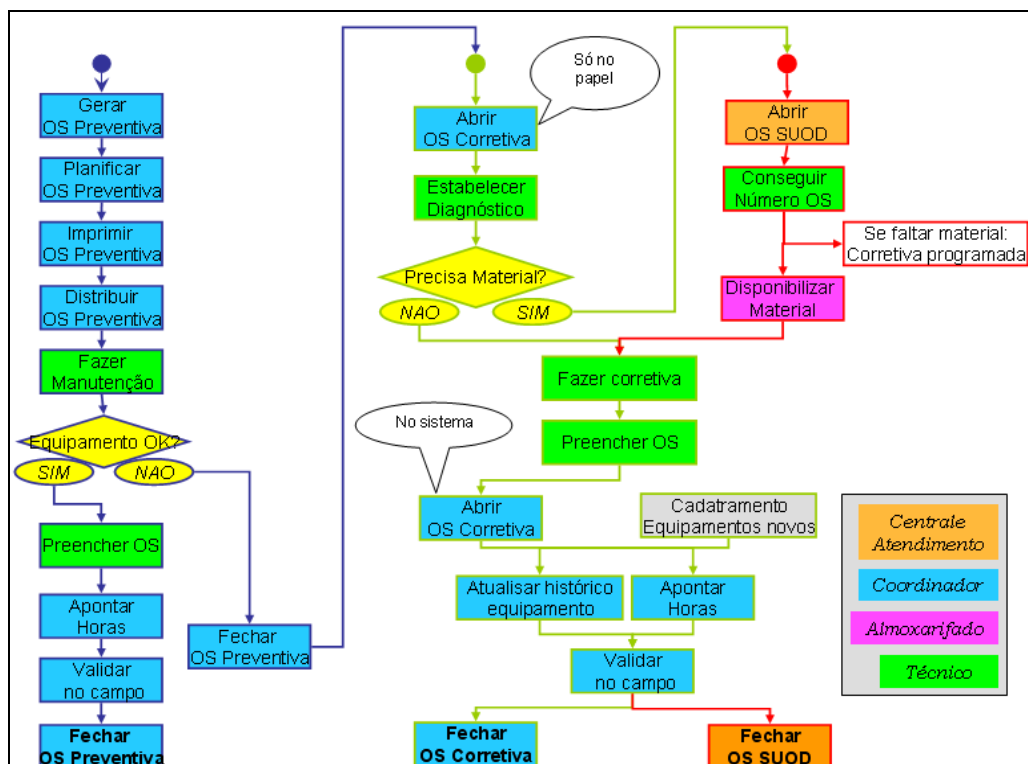 Gerar
OS Preventiva
Planificar
OS Preventiva
Imprimir
OS Preventiva
Distribuir
OS Preventiva
Fazer
Manutenção
Equipamento OK?
SIM
NAO
Preencher OS
Apontar
Horas
Validar
no campo
Fechar
OS Preventiva
Fechar
OS Preventiva
Só no
papel
Abrir
OS Corretiva
Estabelecer
Diagnóstico
Precisa Material?
NAO
SIM
Abrir
OS SUOD
Conseguir
Número OS
Se faltar material:
Corretiva programada
Disponibilizar
Material
Fazer corretiva
Preencher OS
No sistema
Abrir
OS Corretiva
Cadatramento
Equipamentos novos
Atualisar histórico
equipamento
Apontar
Horas
Validar
no campo
Fechar
OS Corretiva
Fechar
OS SUOD
Centrale
Atendimento
Coordinador
Almoxarifado
Técnico